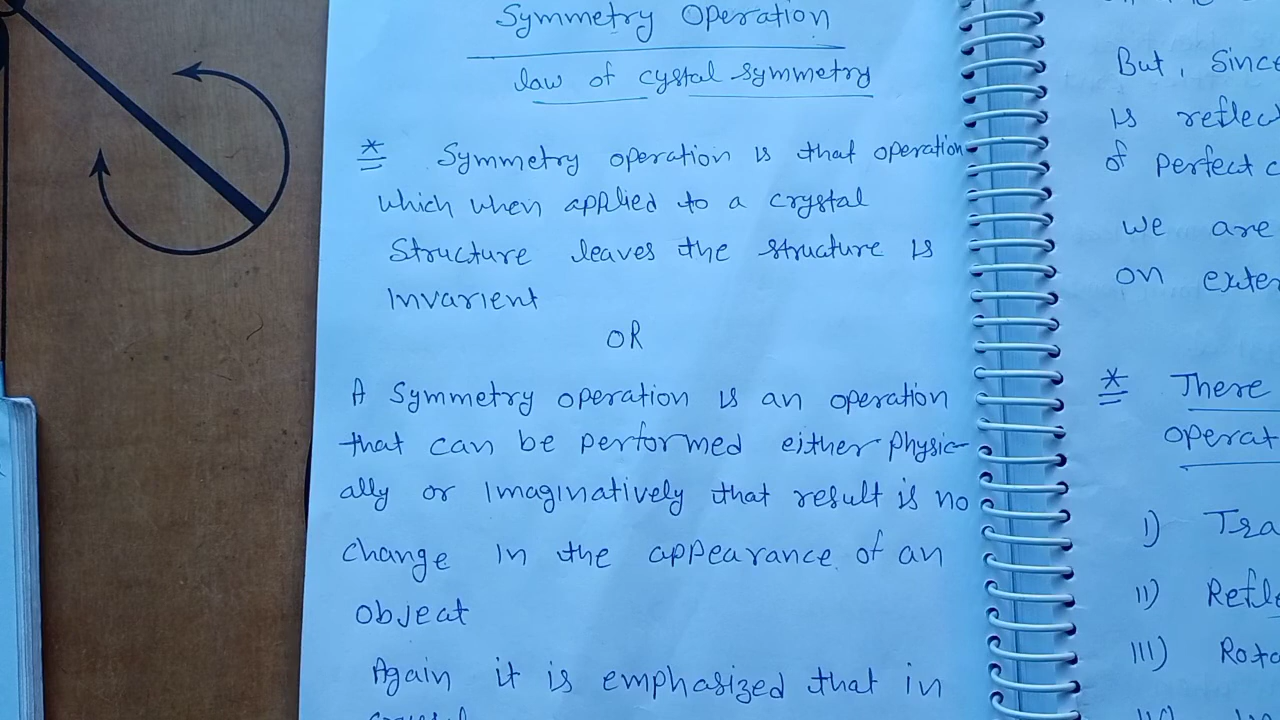 Symmetry Operation
law of cystal symmetry
* Symmetry operation is that operation
which when applied to a crystal
Structure leaves the structure is
Invarient
OR
A Symmetry operation is an operation
that can be performed either physic-
ally or Imaginatively that result is no
change in the appearance of an
objeat
Again it is emphasized that in
But, Since
is reflec
of perfect c
we are
on exter
* There
operat
I) Tra
II) Refle
III) Rota